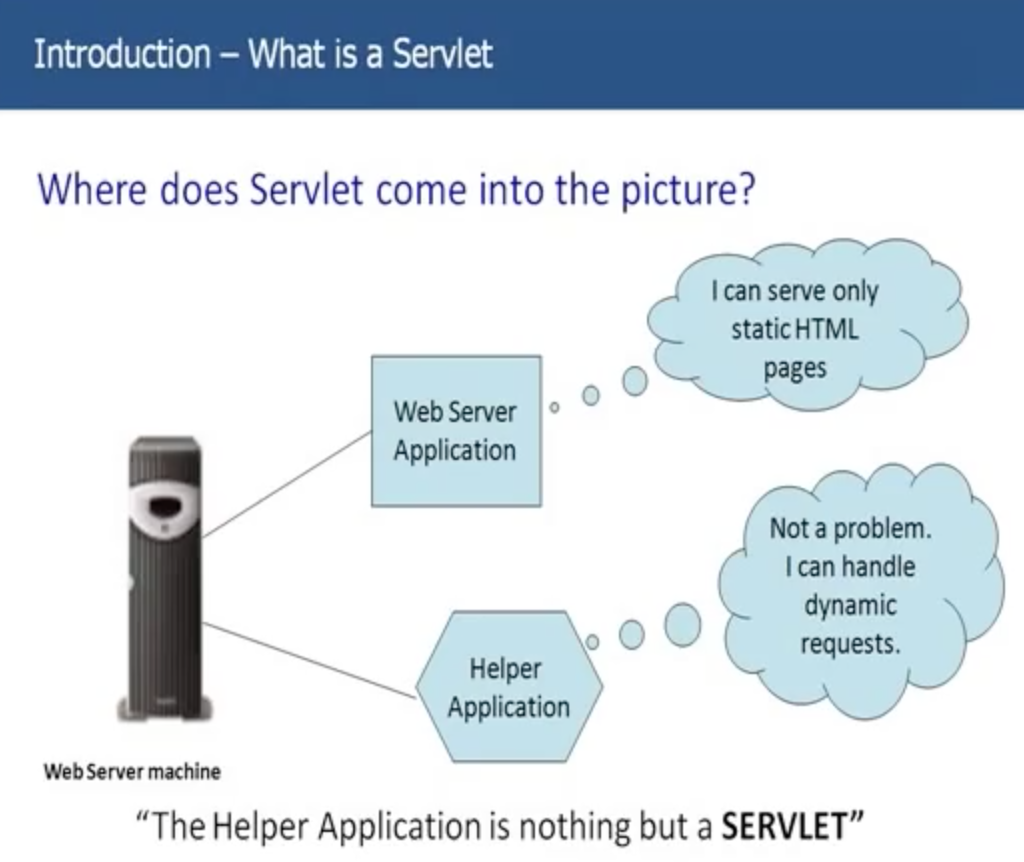 Introduction – What is a Servlet
Where does Servlet come into the picture?
I can serve only
static HTML
pages
Web Server
Application
Not a problem.
I can handle
dynamic
requests.
Helper
Application
Web Server machine
“The Helper Application is nothing but a SERVLET”